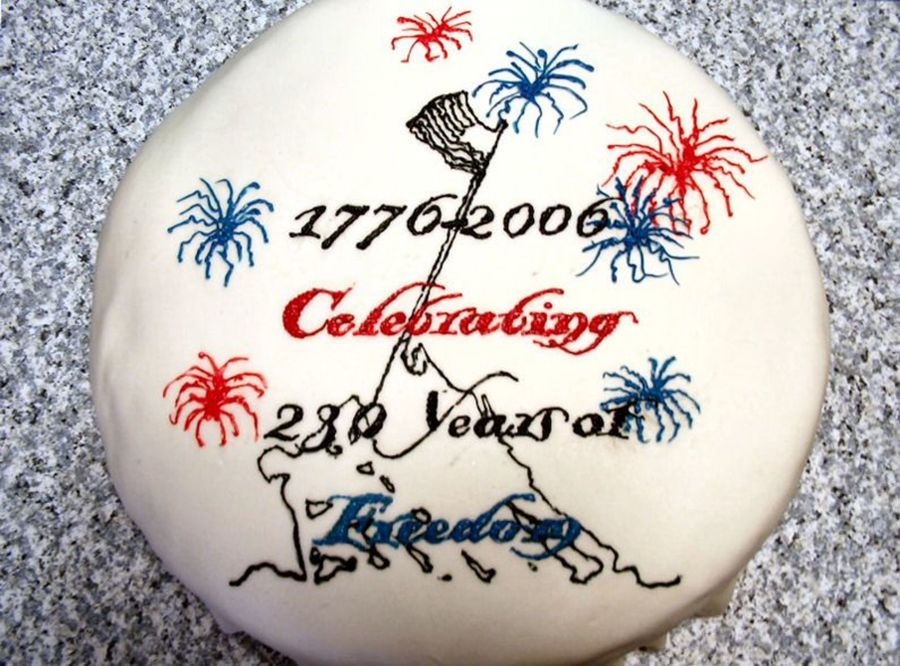 1776-2006
Celebrating
230 Years of
Freedom